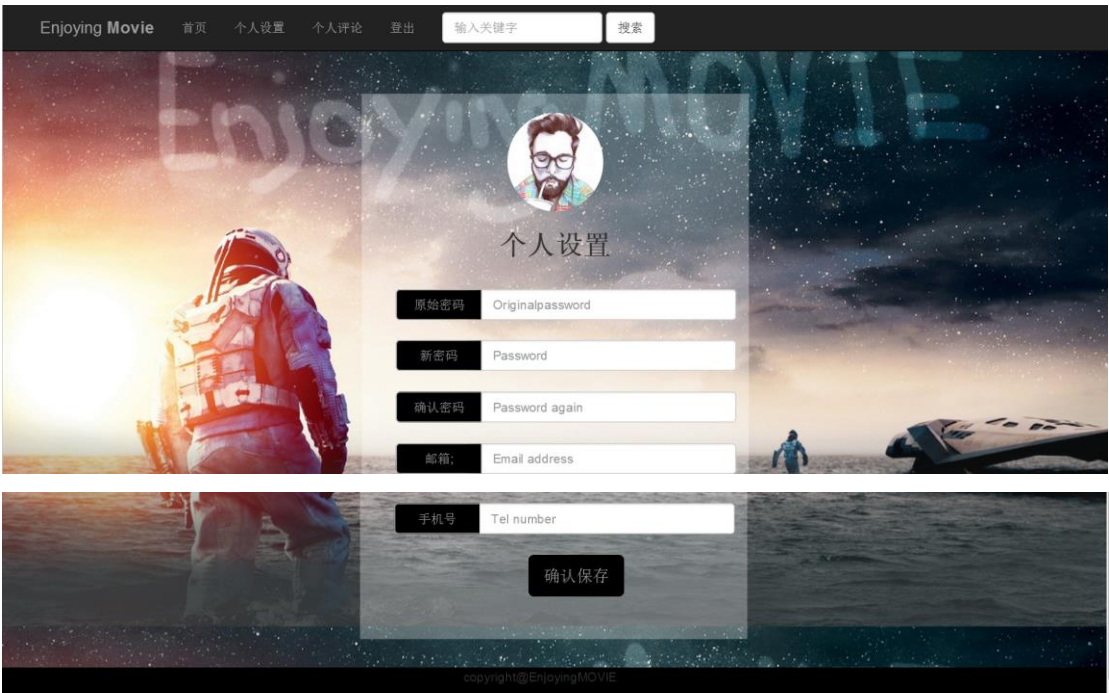 Enjoying Movie 首页 个人设置 个人评论 登出 输入关键字 搜索
Enjoying MOVIE
个人设置
原始密码 Originalpassword
新密码 Password
确认密码 Password again
邮箱; Email address
手机号 Tel number
确认保存
copyright@EnjoyingMOVIE